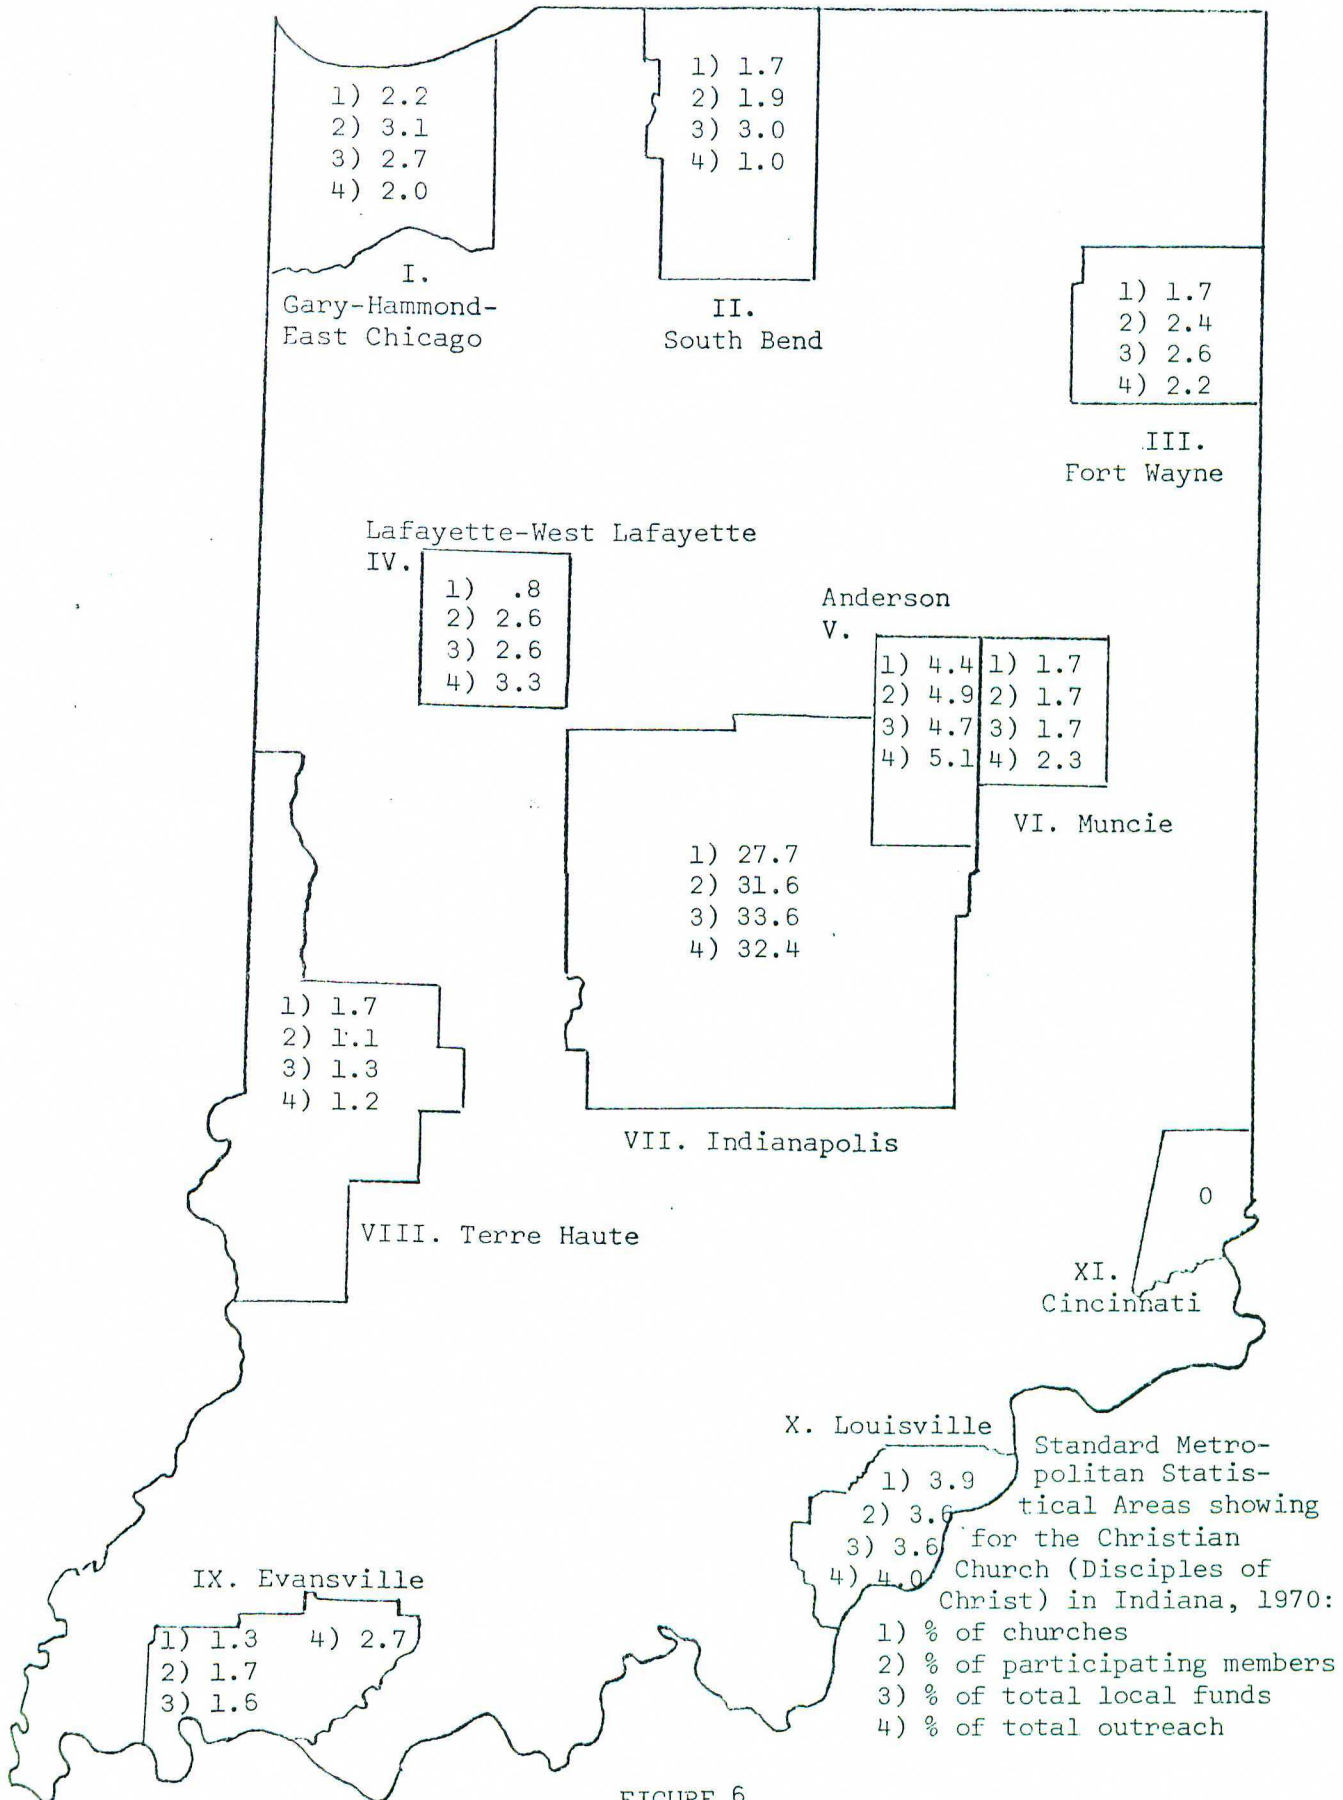 1) 2.2
2) 3.1
3) 2.7
4) 2.0
I.
Gary-Hammond-
East Chicago
1) 1.7
2) 1.9
3) 3.0
4) 1.0
II.
South Bend
1) 1.7
2) 2.4
3) 2.6
4) 2.2
III.
Fort Wayne
Lafayette-West Lafayette
IV.
1) .8
2) 2.6
3) 2.6
4) 3.3
Anderson
V.
1) 4.4
2) 4.9
3) 4.7
4) 5.1
1) 1.7
2) 1.7
3) 1.7
4) 2.3
VI. Muncie
1) 27.7
2) 31.6
3) 33.6
4) 32.4
VII. Indianapolis
1) 1.7
2) 1.1
3) 1.3
4) 1.2
VIII. Terre Haute
0
XI.
Cincinnati
X. Louisville
1) 3.9
2) 3.6
3) 3.6
4) 4.0
IX. Evansville
1) 1.3
2) 1.7
3) 1.6
4) 2.7
Standard Metro-
politan Statis-
tical Areas showing
for the Christian
Church (Disciples of
Christ) in Indiana, 1970:
1) % of churches
2) % of participating members
3) % of total local funds
4) % of total outreach
FIGURE 6